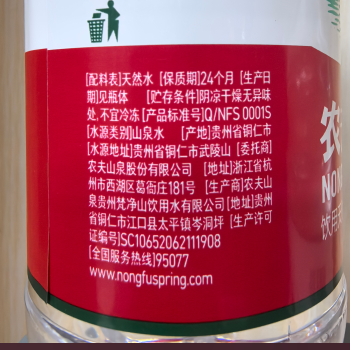 [配料表]天然水 [保质期]24个月 [生产日
期]见瓶体 [贮存条件]阴凉干燥无异味
处,不宜冷冻 [产品标准号]Q/NFS 0001S
[水源类别]山泉水 [产地]贵州省铜仁市
[水源地址]贵州省铜仁市武陵山 [委托商]
农夫山泉股份有限公司 [地址]浙江省杭
州市西湖区葛衙庄181号 [生产商]农夫山
泉贵州梵净山饮用水有限公司 [地址]贵州
省铜仁市江口县太平镇岑洞坪 [生产许可
证编号]SC10652062111908
[全国服务热线]95077
www.nongfuspring.com
农
NON
饮用